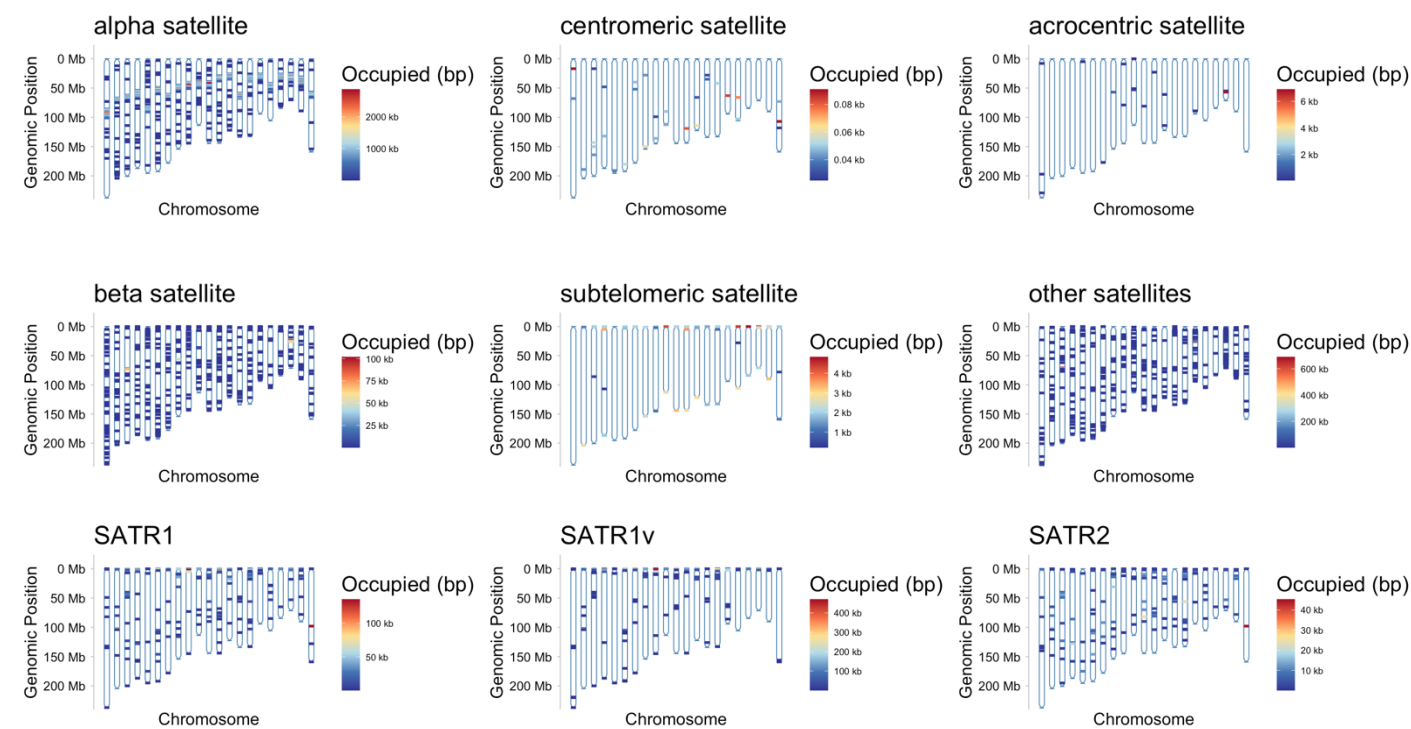 alpha satellite
Genomic Position
0 Mb
50 Mb
100 Mb
150 Mb
200 Mb
Chromosome
Occupied (bp)
2000 kb
1000 kb
centromeric satellite
Genomic Position
0 Mb
50 Mb
100 Mb
150 Mb
200 Mb
Chromosome
Occupied (bp)
0.08 kb
0.06 kb
0.04 kb
acrocentric satellite
Genomic Position
0 Mb
50 Mb
100 Mb
150 Mb
200 Mb
Chromosome
Occupied (bp)
6 kb
4 kb
2 kb
beta satellite
Genomic Position
0 Mb
50 Mb
100 Mb
150 Mb
200 Mb
Chromosome
Occupied (bp)
100 kb
75 kb
50 kb
25 kb
subtelomeric satellite
Genomic Position
0 Mb
50 Mb
100 Mb
150 Mb
200 Mb
Chromosome
Occupied (bp)
4 kb
3 kb
2 kb
1 kb
other satellites
Genomic Position
0 Mb
50 Mb
100 Mb
150 Mb
200 Mb
Chromosome
Occupied (bp)
600 kb
400 kb
200 kb
SATR1
Genomic Position
0 Mb
50 Mb
100 Mb
150 Mb
200 Mb
Chromosome
Occupied (bp)
100 kb
50 kb
SATR1v
Genomic Position
0 Mb
50 Mb
100 Mb
150 Mb
200 Mb
Chromosome
Occupied (bp)
400 kb
300 kb
200 kb
100 kb
SATR2
Genomic Position
0 Mb
50 Mb
100 Mb
150 Mb
200 Mb
Chromosome
Occupied (bp)
40 kb
30 kb
20 kb
10 kb